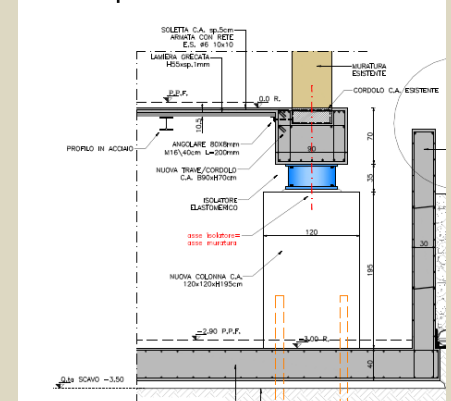 SOLETTA C.A. sp.5cm
ARMATA CON RETE
E.S. ø6 10x10
LAMIERA GRECATA
H55xsp.1mm
MURATURA
ESISTENTE
CORDOLO C.A. ESISTENTE
P.P.F.
0.0 R.
10,5
PROFILO IN ACCIAIO
ANGOLARE 80X8mm
M16\40cm L=200mm
90
70
NUOVA TRAVE/CORDOLO
C.A. B90xH70cm
35
ISOLATORE
ELASTOMERICO
asse isolatore=
asse muratura
120
30
NUOVA COLONNA C.A.
120x120xH195cm
195
-2.90 P.P.F.
-3.00 R.
40
Q.ta SCAVO -3.50